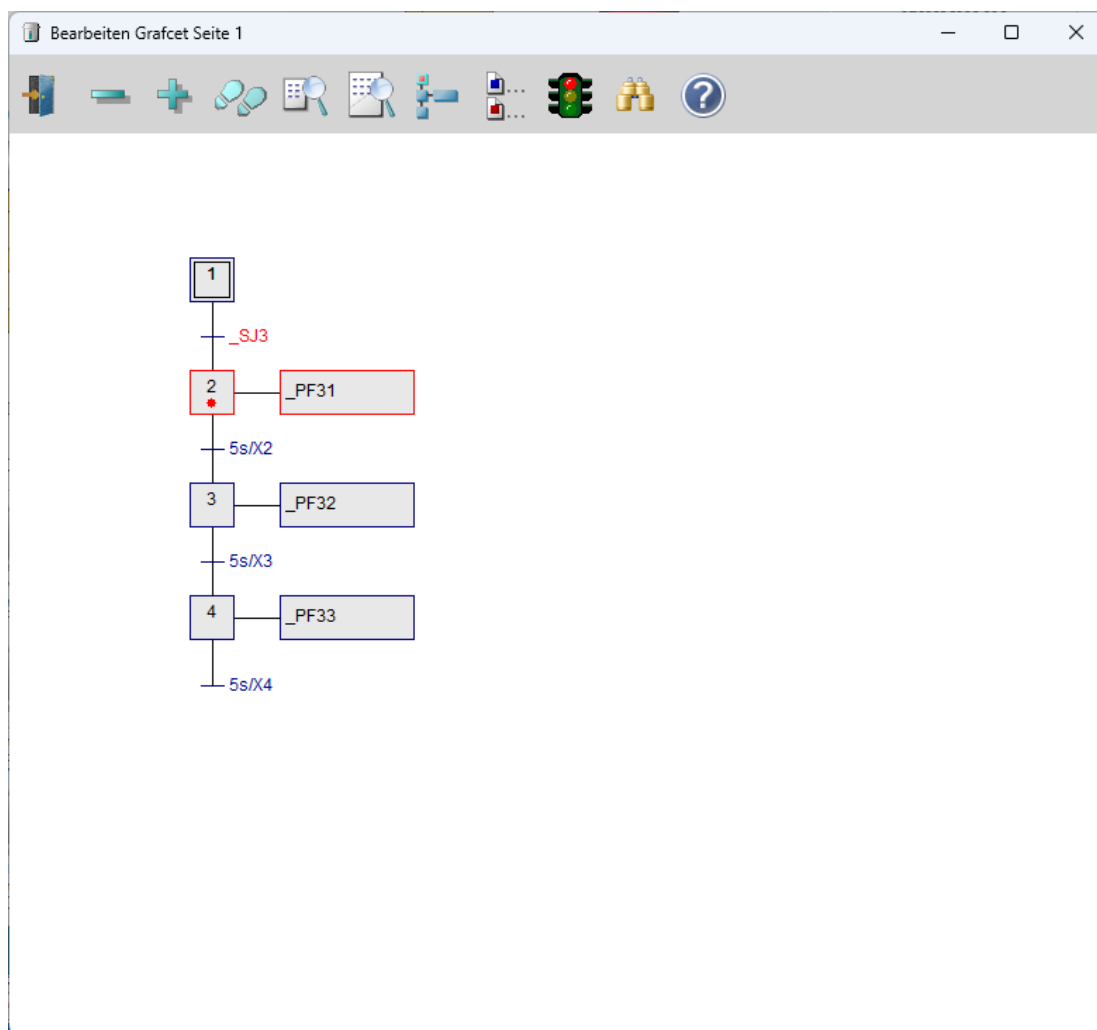 Bearbeiten Grafcet Seite 1
?
1
_SJ3
2
_PF31
5s/X2
3
_PF32
5s/X3
4
_PF33
5s/X4